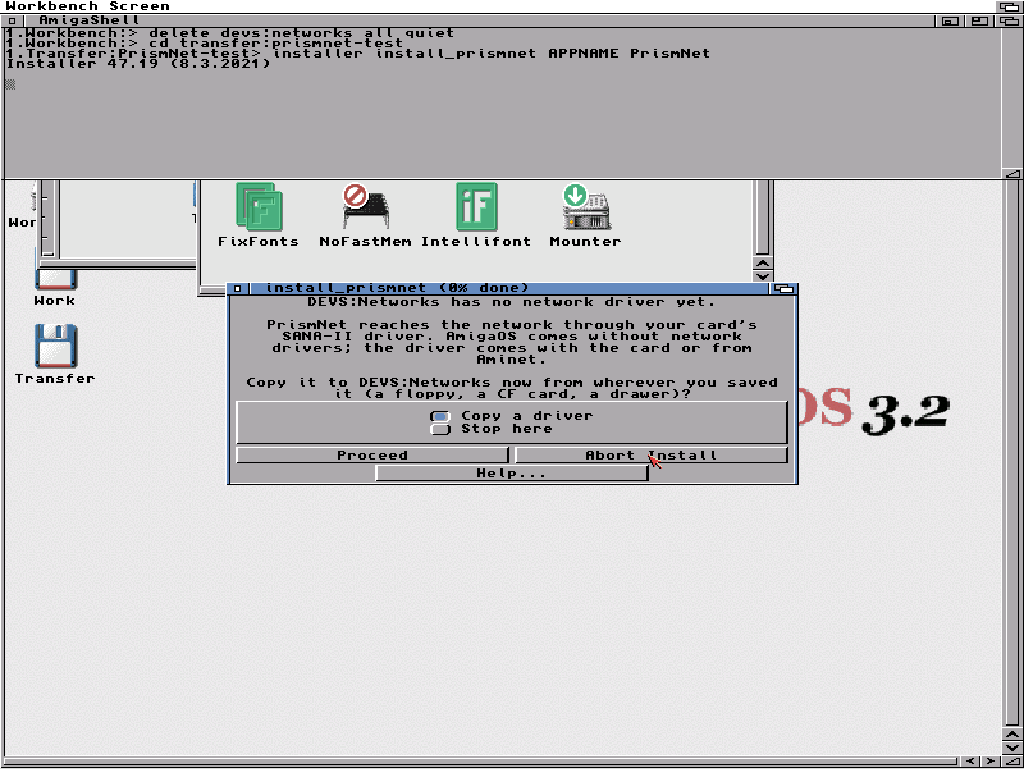 Workbench Screen
AmigaShell
1.Workbench:> delete devs:networks all quiet
1.Workbench:> cd transfer:prismnet-test
1.Transfer:PrismNet-test> installer install_prismnet APPNAME PrismNet
Installer 47.19 (8.3.2021)
FixFonts NoFastMem Intellifont Mounter
Wor
Work
Transfer
install_prismnet (0% done)
DEVS:Networks has no network driver yet.
PrismNet reaches the network through your card's
SANA-II driver. AmigaOS comes without network
drivers; the driver comes with the card or from
Aminet.
Copy it to DEVS:Networks now from wherever you saved
it (a floppy, a CF card, a drawer)?
Copy a driver
Stop here
Proceed Abort Install
Help...
OS 3.2